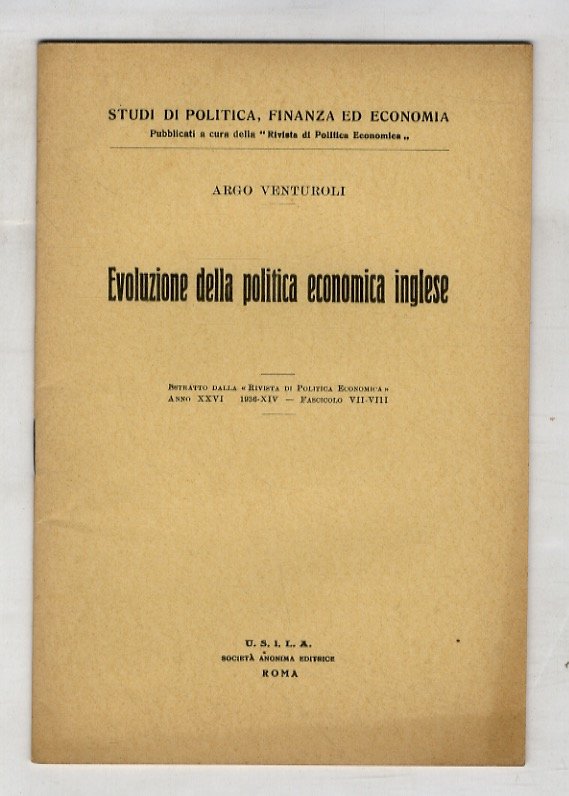 STUDI DI POLITICA, FINANZA ED ECONOMIA
Pubblicati a cura della "Rivista di Politica Economica„
ARGO VENTUROLI
Evoluzione della politica economica inglese
ESTRATTO DALLA «RIVISTA DI POLITICA ECONOMICA»
ANNO XXVI 1936-XIV — FASCICOLO VII-VIII
U. S. I. L. A.
SOCIETÀ ANONIMA EDITRICE
ROMA